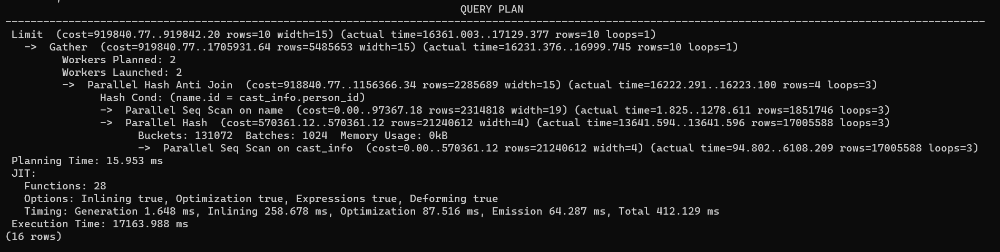 QUERY PLAN
-----------------------------------------------------------------------------------------------------------------------------------------------------------
Limit  (cost=919840.77..919842.20 rows=10 width=15) (actual time=16361.003..17129.377 rows=10 loops=1)
  ->  Gather  (cost=919840.77..1705931.64 rows=5485653 width=15) (actual time=16231.376..16999.745 rows=10 loops=1)
        Workers Planned: 2
        Workers Launched: 2
        ->  Parallel Hash Anti Join  (cost=918840.77..1156366.34 rows=2285689 width=15) (actual time=16222.291..16223.100 rows=4 loops=3)
              Hash Cond: (name.id = cast_info.person_id)
              ->  Parallel Seq Scan on name  (cost=0.00..97367.18 rows=2314818 width=19) (actual time=1.825..1278.611 rows=1851746 loops=3)
              ->  Parallel Hash  (cost=570361.12..570361.12 rows=21240612 width=4) (actual time=13641.594..13641.596 rows=17005588 loops=3)
                    Buckets: 131072  Batches: 1024  Memory Usage: 0kB
                    ->  Parallel Seq Scan on cast_info  (cost=0.00..570361.12 rows=21240612 width=4) (actual time=94.802..6108.209 rows=17005588 loops=3)
Planning Time: 15.953 ms
JIT:
  Functions: 28
  Options: Inlining true, Optimization true, Expressions true, Deforming true
  Timing: Generation 1.648 ms, Inlining 258.678 ms, Optimization 87.516 ms, Emission 64.287 ms, Total 412.129 ms
Execution Time: 17163.988 ms
(16 rows)